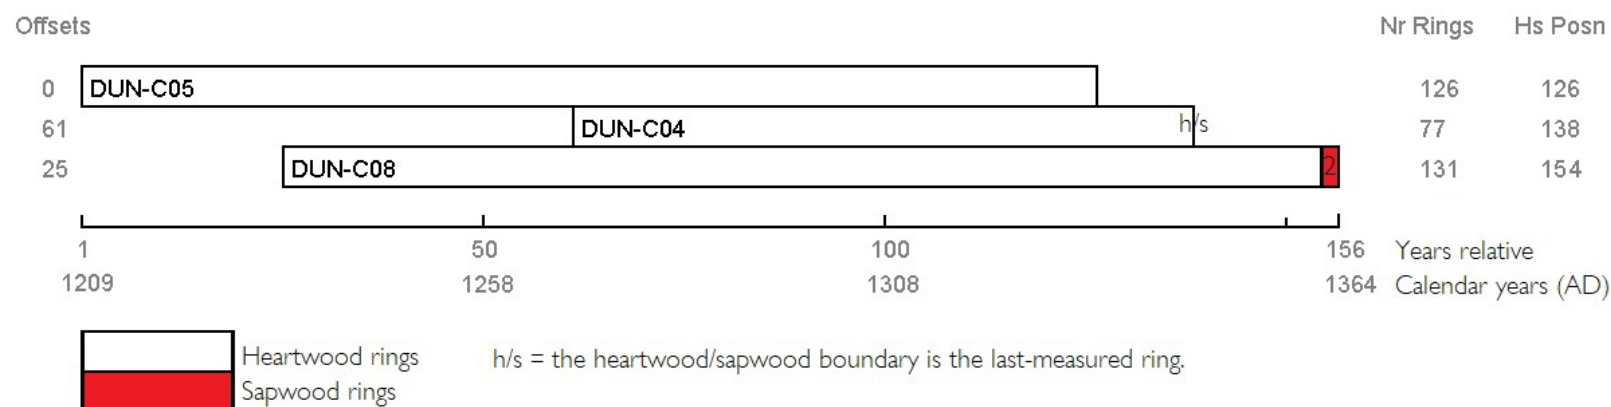 Offsets Nr Rings Hs Posn
0 DUN-C05 126 126
61 DUN-C04 h/s 77 138
25 DUN-C08 2 131 154
1 50 100 156 Years relative
1209 1258 1308 1364 Calendar years (AD)
Heartwood rings h/s = the heartwood/sapwood boundary is the last-measured ring.
Sapwood rings